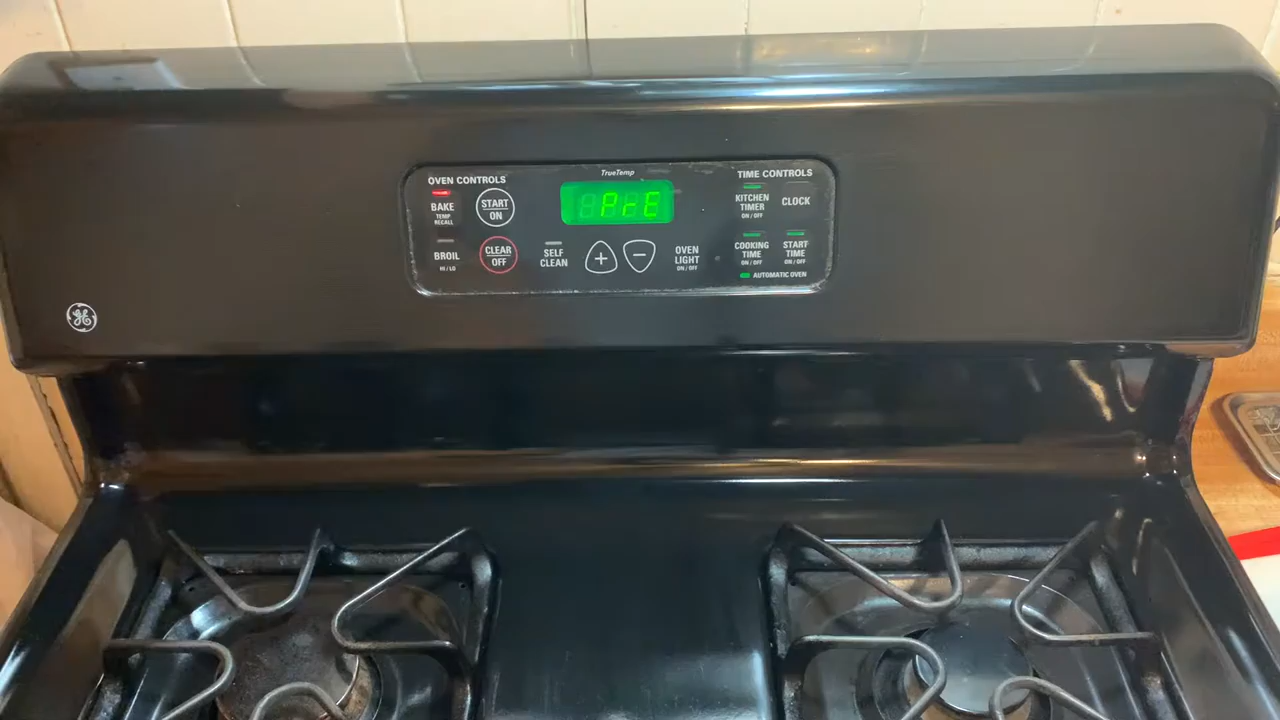 TrueTemp
OVEN CONTROLS
BAKE
TEMP
RECALL
START
ON
PrE
BROIL
HI / LO
CLEAR
OFF
SELF
CLEAN
+
−
OVEN
LIGHT
ON / OFF
TIME CONTROLS
KITCHEN
TIMER
ON / OFF
CLOCK
COOKING
TIME
ON / OFF
START
TIME
ON / OFF
AUTOMATIC OVEN
GE